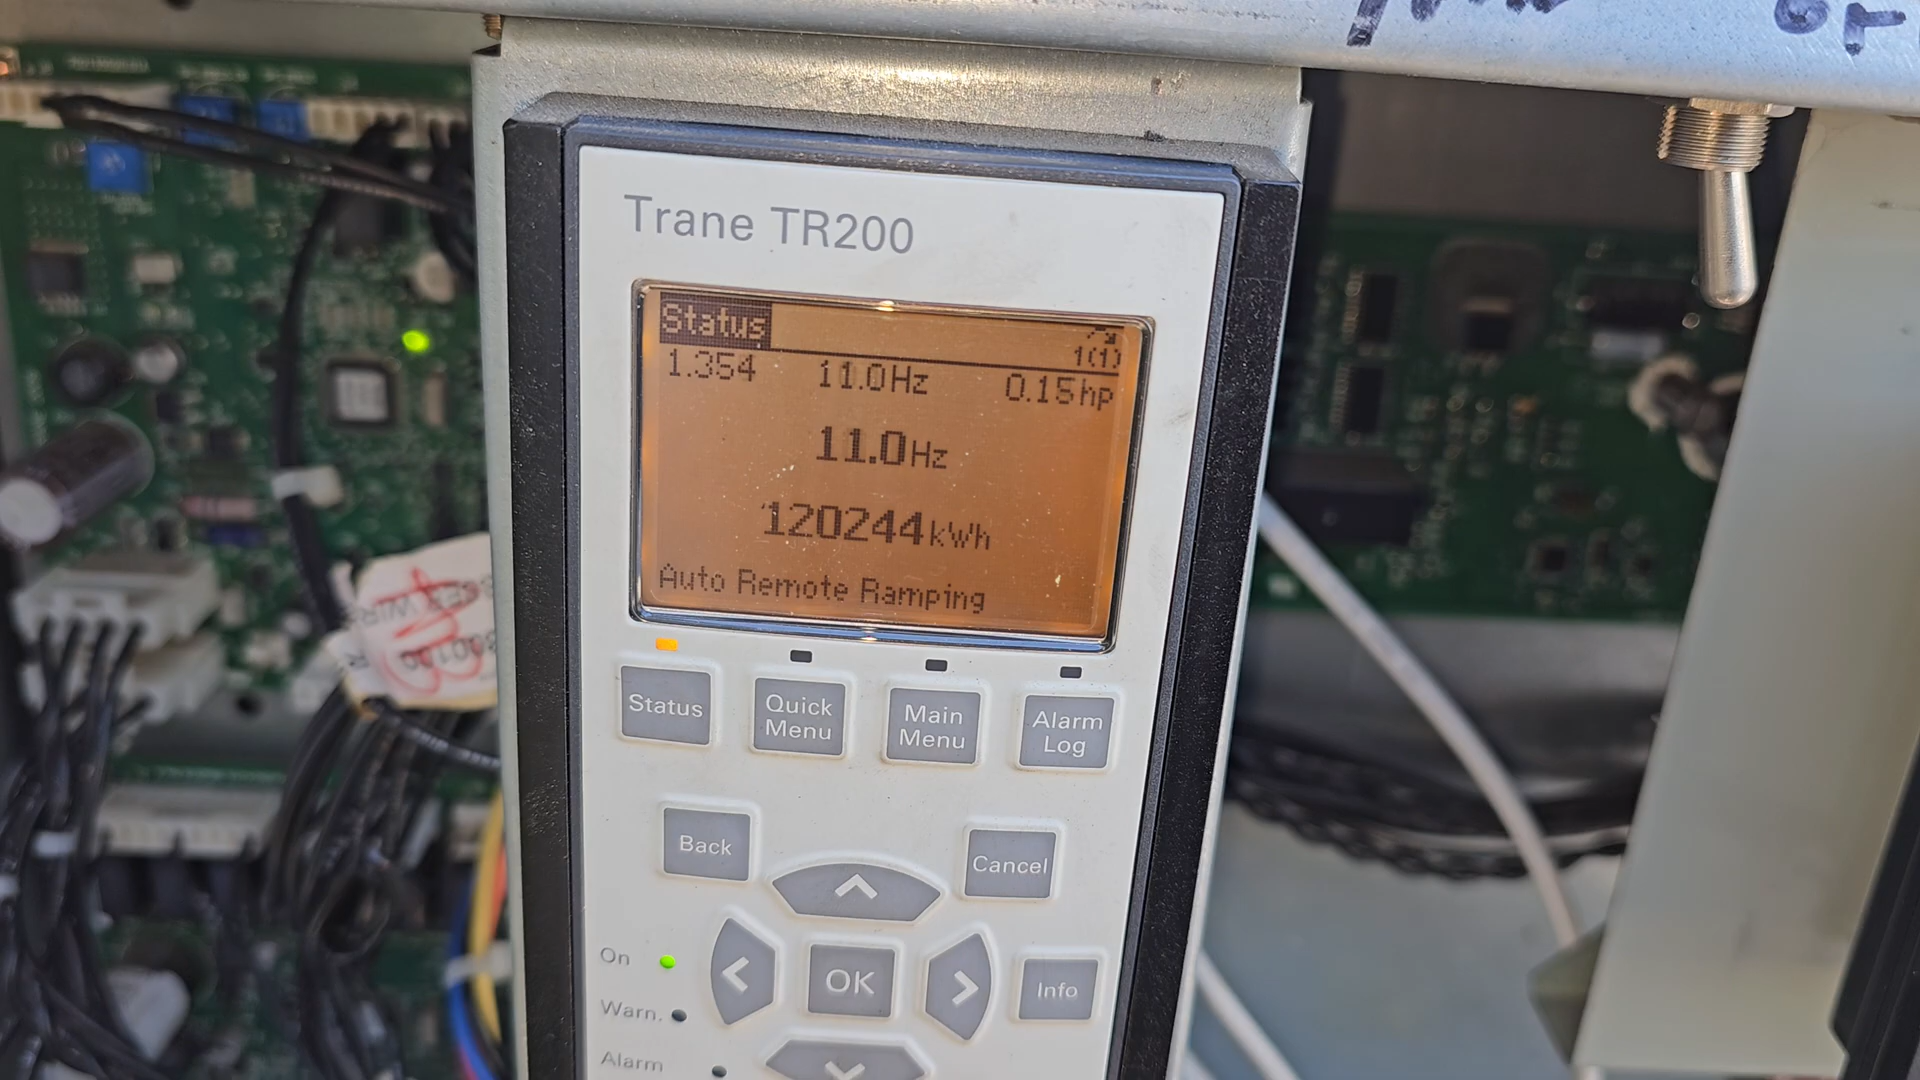 Trane TR200
Status
1(1)
1.354 11.0Hz 0.15hp
11.0Hz
120244kWh
Auto Remote Ramping
Status Quick Menu Main Menu Alarm Log
Back Cancel
OK
On
Info
Warn.
Alarm